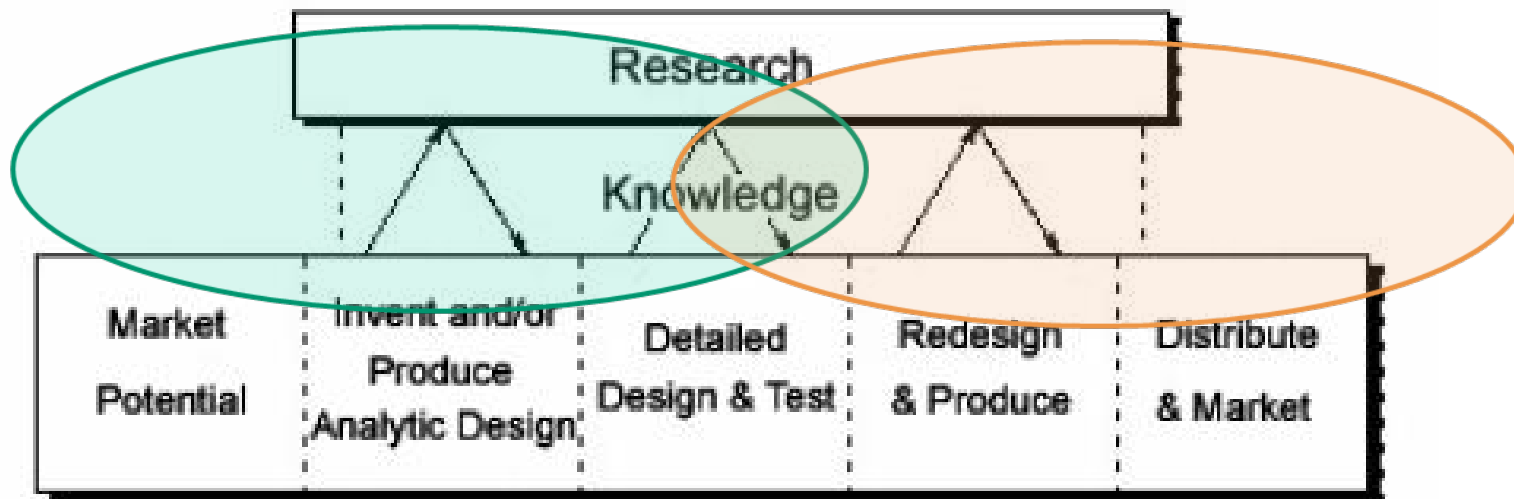 Research
Knowledge
Market
Potential
Invent and/or
Produce
Analytic Design
Detailed
Design & Test
Redesign
& Produce
Distribute
& Market